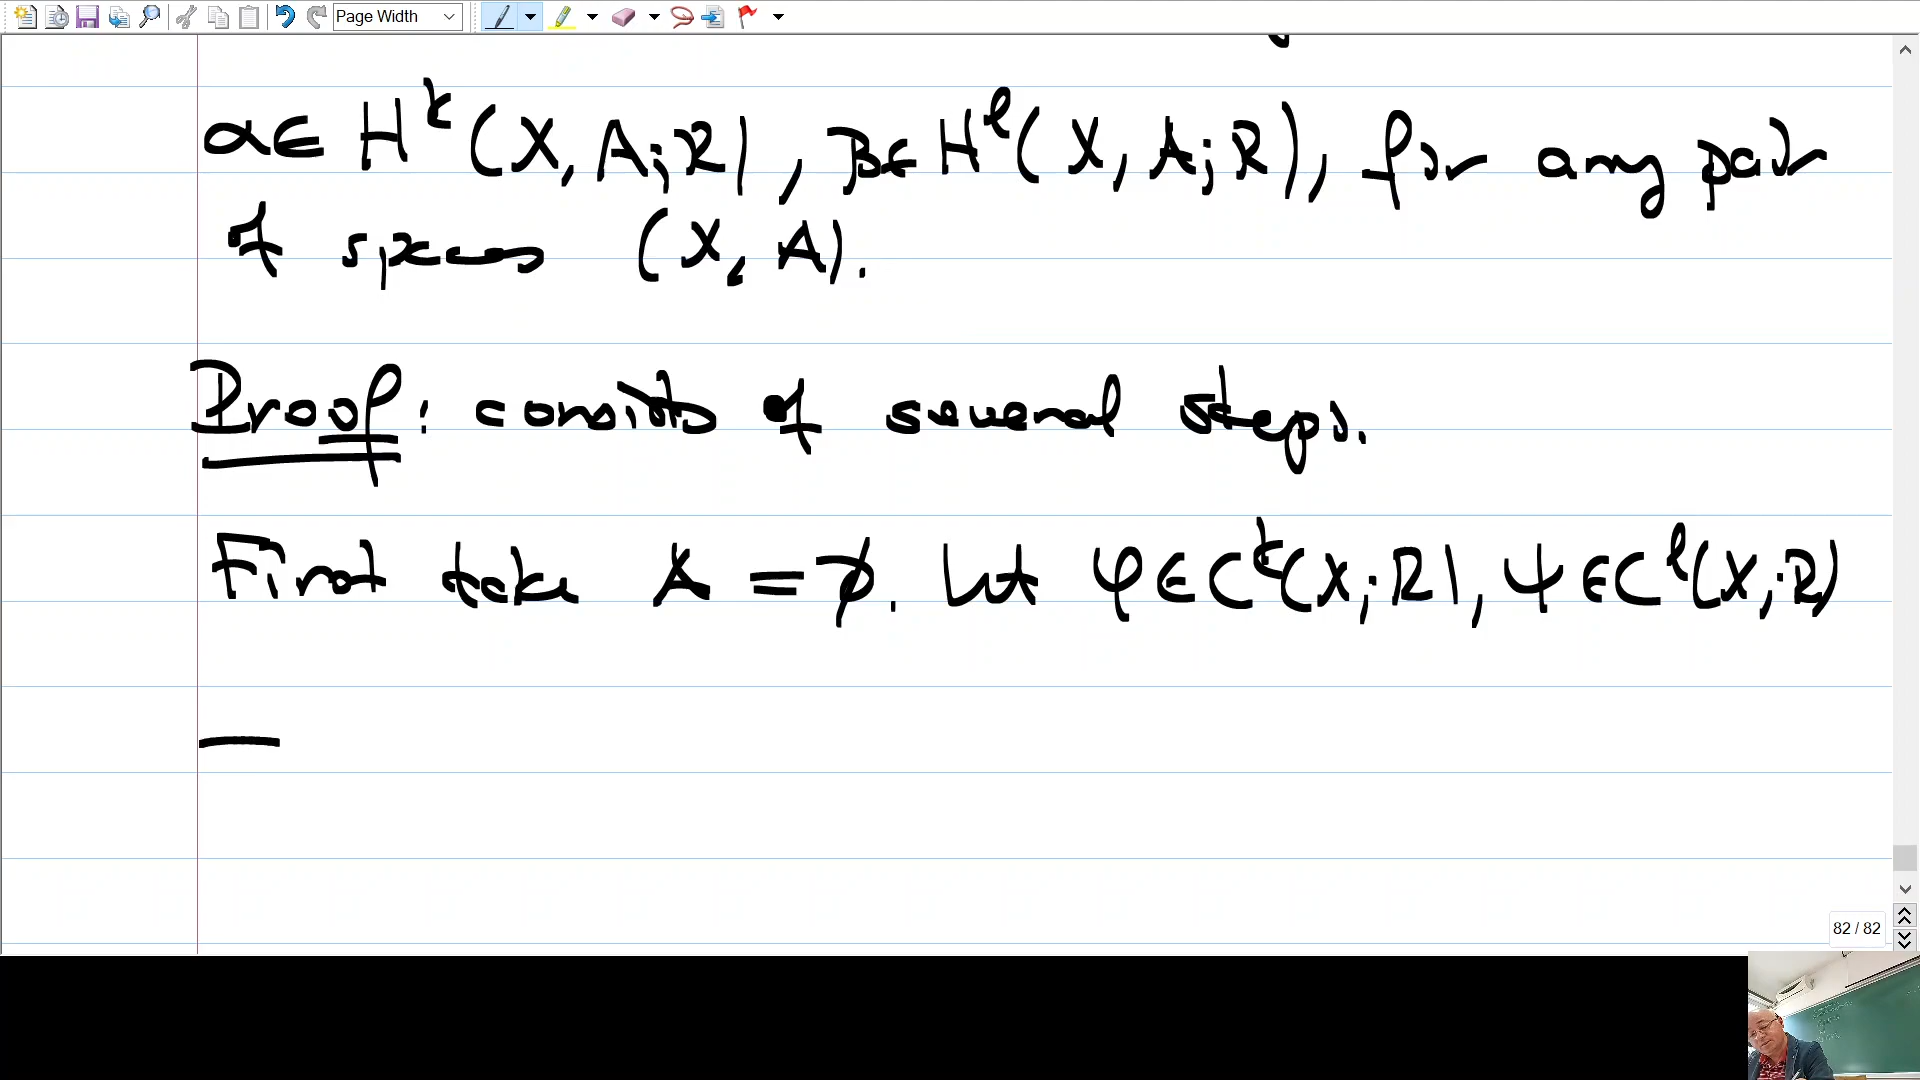 Page Width
α∈ H^k(X, A; R), β∈ H^l(X, A; R), for any pair
of spaces (X, A).
Proof: consists of several steps.
First take A = ∅. Let φ ∈ C^k(X; R), ψ ∈ C^l(X; R)
82 / 82